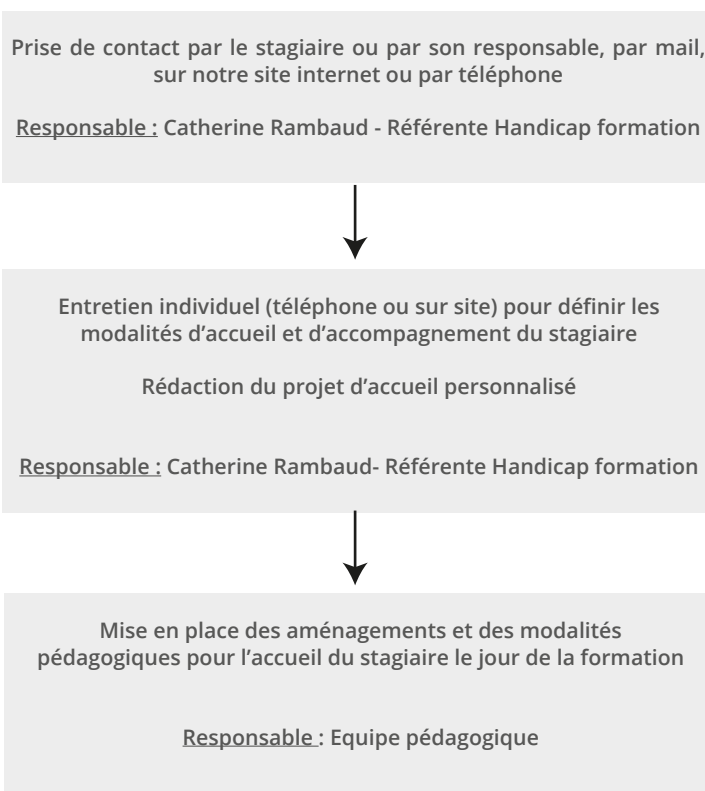 Prise de contact par le stagiaire ou par son responsable, par mail,
sur notre site internet ou par téléphone
Responsable : Catherine Rambaud - Référente Handicap formation
Entretien individuel (téléphone ou sur site) pour définir les
modalités d’accueil et d’accompagnement du stagiaire
Rédaction du projet d’accueil personnalisé
Responsable : Catherine Rambaud- Référente Handicap formation
Mise en place des aménagements et des modalités
pédagogiques pour l’accueil du stagiaire le jour de la formation
Responsable : Equipe pédagogique